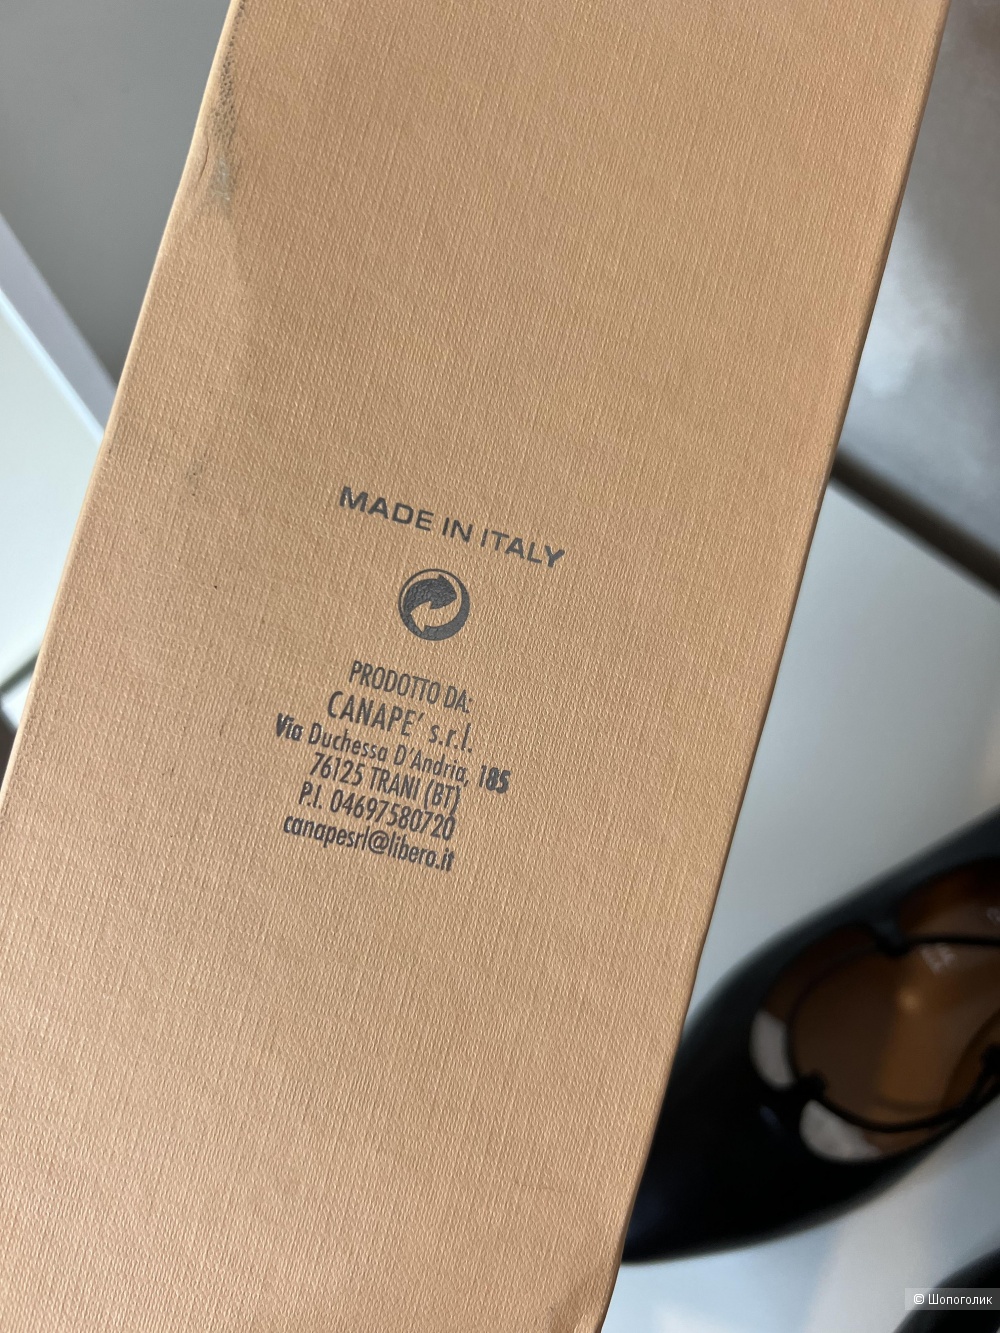 MADE IN ITALY
PRODOTTO DA:
CANAPE' s.r.l.
Via Duchessa D'Andria, 185
76125 TRANI (BT)
P.I. 04697580720
canapesrl@libero.it
© Шопоголик